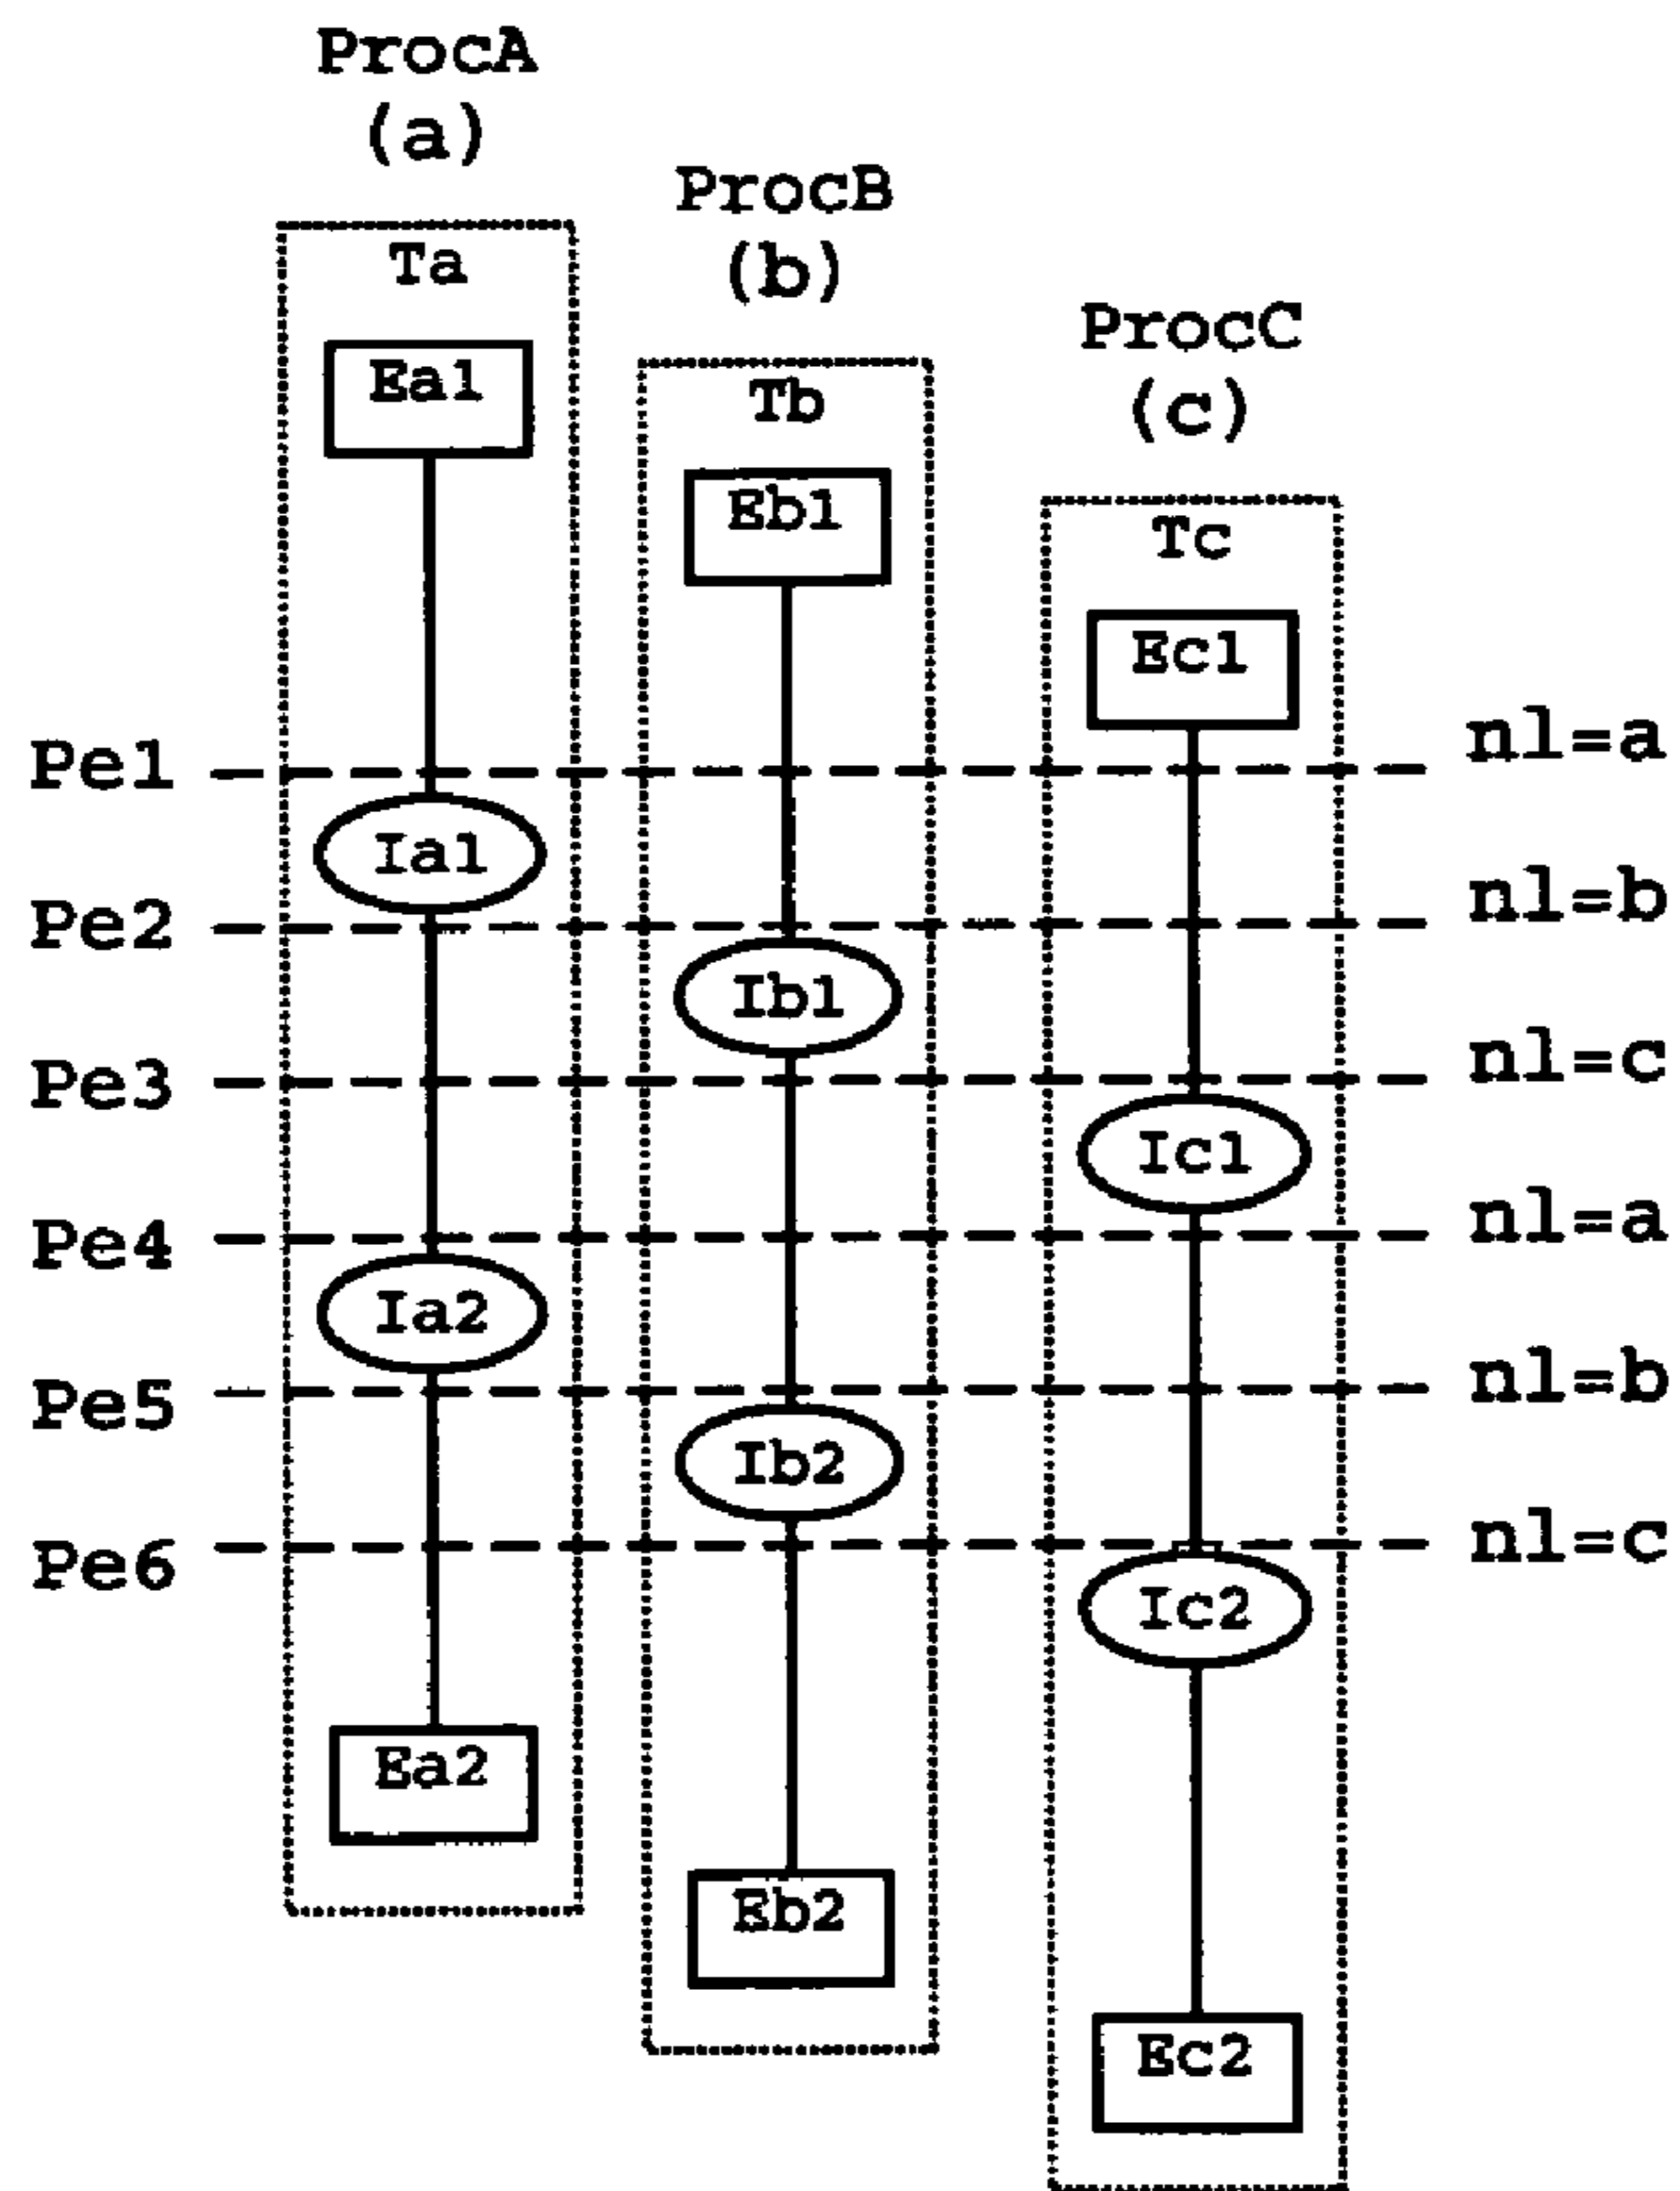 ProcA
(a)
ProcB
(b)
ProcC
(c)
Ta
Ea1
Tb
Eb1
Tc
Ec1
Pe1
nl=a
Ia1
Pe2
nl=b
Ib1
Pe3
nl=c
Ic1
Pe4
nl=a
Ia2
Pe5
nl=b
Ib2
Pe6
nl=c
Ic2
Ea2
Eb2
Ec2